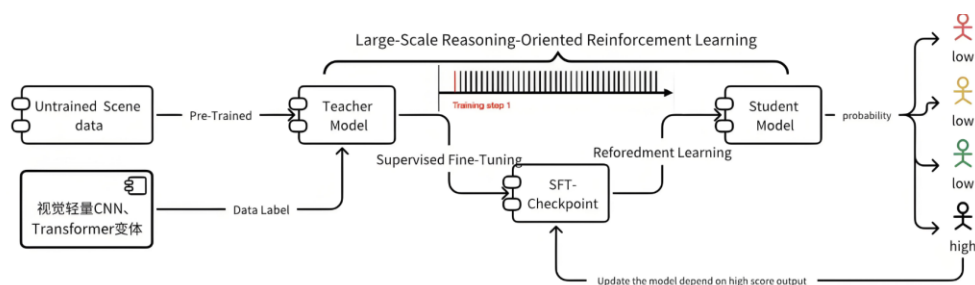 Large-Scale Reasoning-Oriented Reinforcement Learning
Untrained Scene
data
Pre-Trained
Teacher
Model
Training step 1
Student
Model
probability
low
low
low
high
Supervised Fine-Tuning
Reforedment Learning
SFT-
Checkpoint
视觉轻量CNN、
Transformer变体
Data Label
Update the model depend on high score output